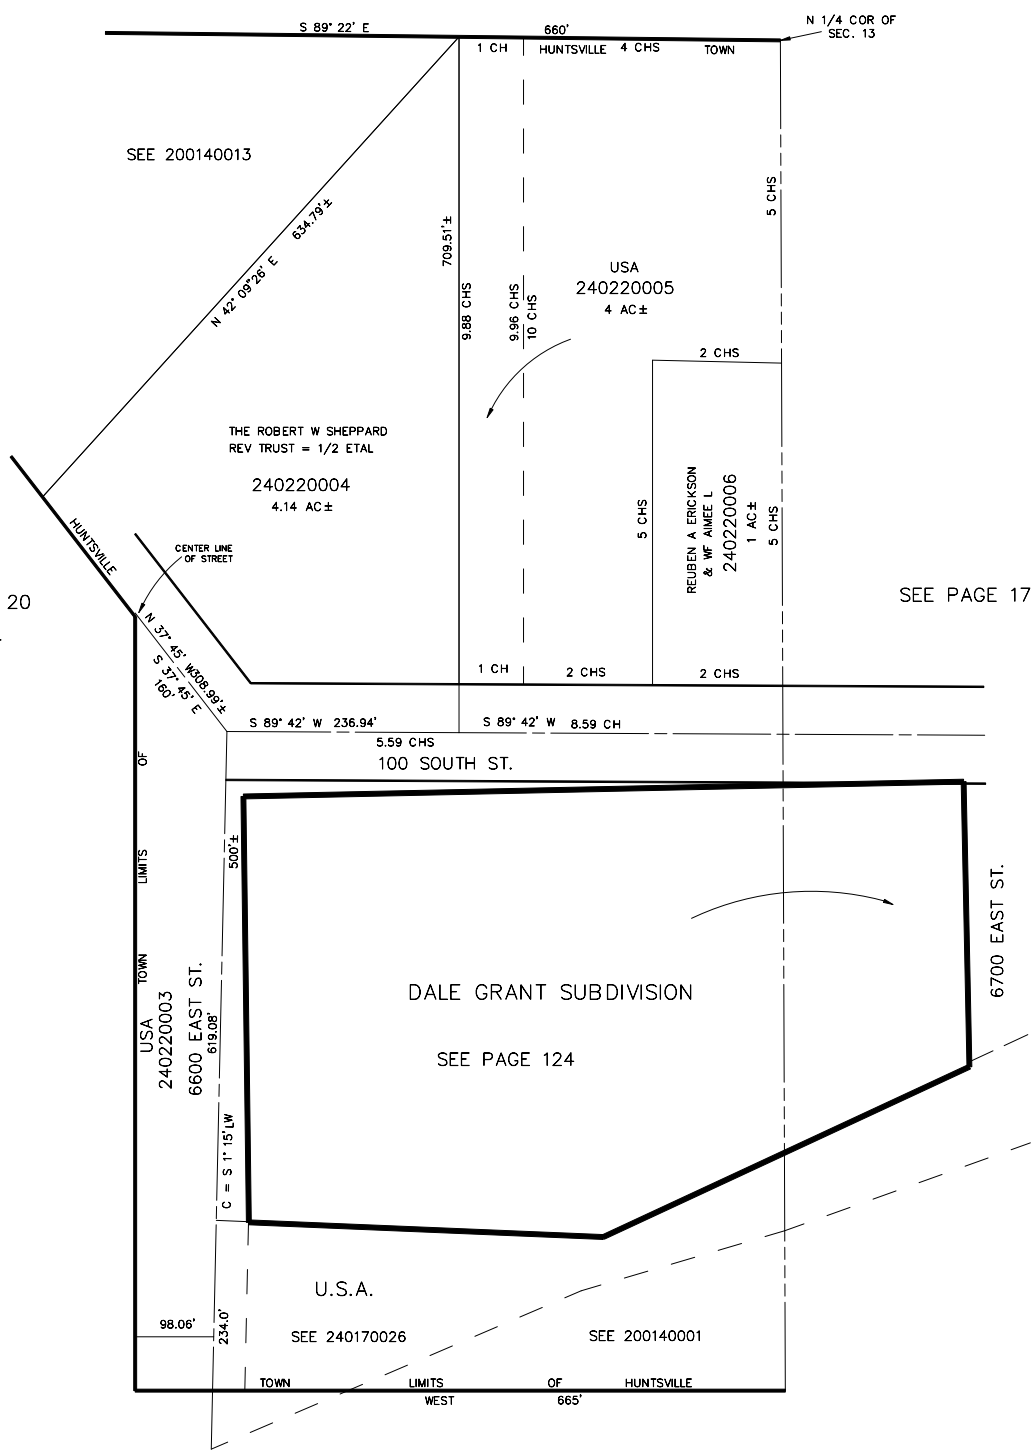 S 89° 22' E
660'
N 1/4 COR OF
SEC. 13
1 CH
HUNTSVILLE
4 CHS
TOWN
SEE 200140013
5 CHS
634.79'±
N 42° 09"26' E
709.51'±
9.88 CHS
9.96 CHS
10 CHS
USA
240220005
4 AC±
2 CHS
THE ROBERT W SHEPPARD
REV TRUST = 1/2 ETAL
240220004
4.14 AC±
5 CHS
REUBEN A ERICKSON
& WF AIMEE L
240220006
1 AC±
5 CHS
HUNTSVILLE
CENTER LINE
OF STREET
20
SEE PAGE 17
N 37° 45' W308.99'±
S 37° 45' E
160'
1 CH
2 CHS
2 CHS
S 89° 42' W 236.94'
S 89° 42' W 8.59 CH
5.59 CHS
100 SOUTH ST.
OF
LIMITS
TOWN
500'±
USA
240220003
6600 EAST ST.
619.08'
6700 EAST ST.
DALE GRANT SUBDIVISION
SEE PAGE 124
C = S 1° 15' LW
U.S.A.
98.06'
234.0'
SEE 240170026
SEE 200140001
TOWN
LIMITS
OF
HUNTSVILLE
WEST
665'